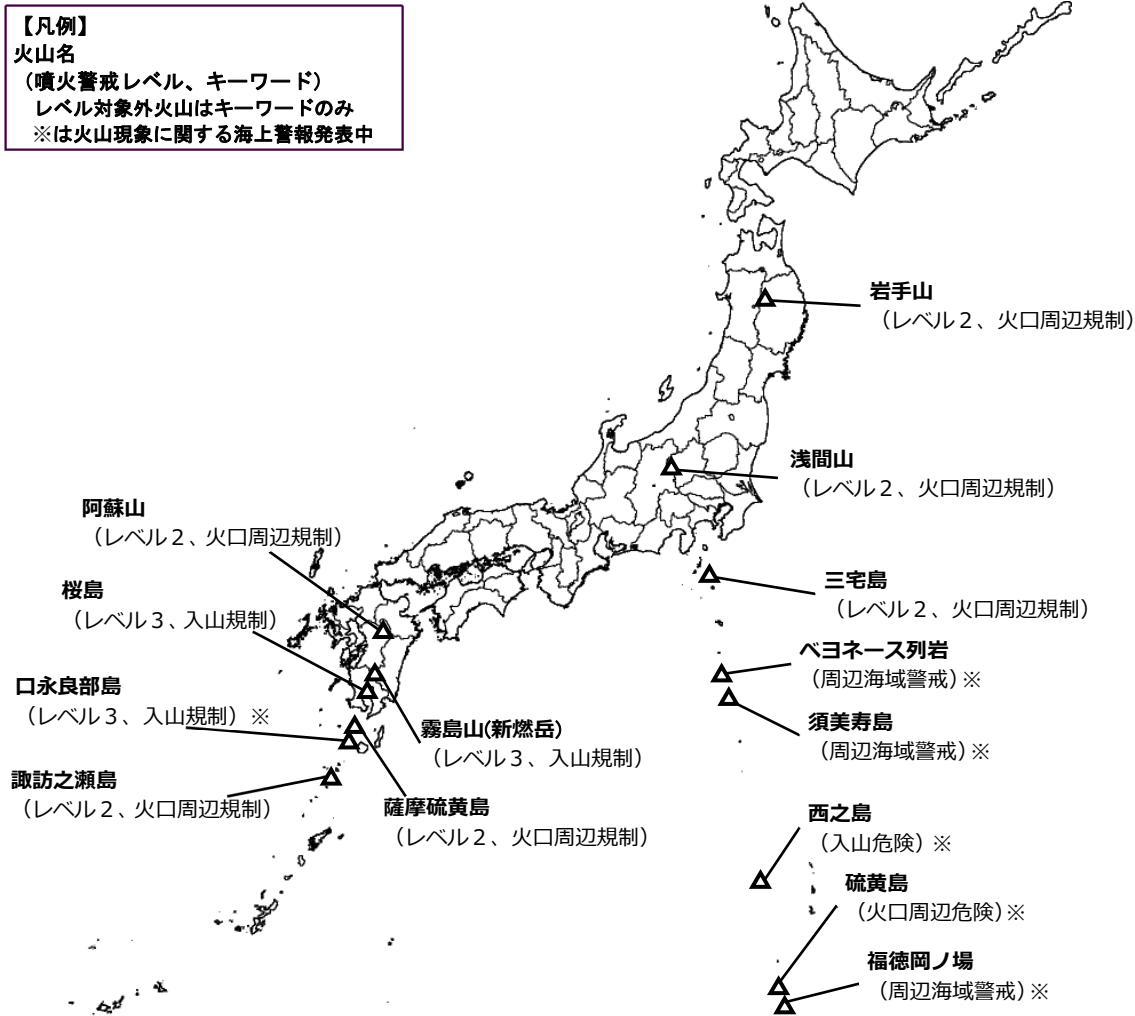 【凡例】
火山名
（噴火警戒レベル、キーワード）
レベル対象外火山はキーワードのみ
※は火山現象に関する海上警報発表中
岩手山
（レベル２、火口周辺規制）
浅間山
（レベル２、火口周辺規制）
阿蘇山
（レベル２、火口周辺規制）
桜島
（レベル３、入山規制）
三宅島
（レベル２、火口周辺規制）
ベヨネース列岩
（周辺海域警戒）※
口永良部島
（レベル３、入山規制）※
須美寿島
（周辺海域警戒）※
霧島山(新燃岳)
（レベル３、入山規制）
諏訪之瀬島
（レベル２、火口周辺規制）
薩摩硫黄島
（レベル２、火口周辺規制）
西之島
（入山危険）※
硫黄島
（火口周辺危険）※
福徳岡ノ場
（周辺海域警戒）※